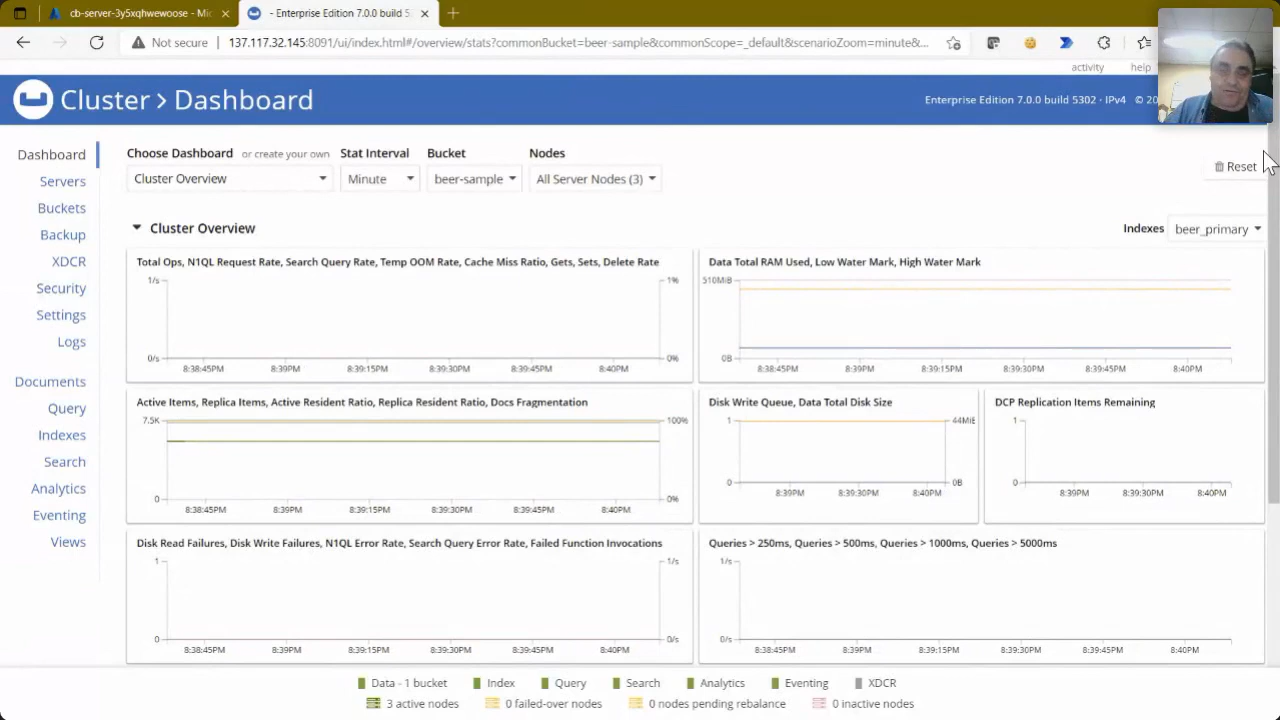 cb-server-3y5xqhwewoose - Mic
- Enterprise Edition 7.0.0 build 5
Not secure
137.117.32.145:8091/ui/index.html#/overview/stats?commonBucket=beer-sample&commonScope=_default&scenarioZoom=minute&...
activity help
Cluster > Dashboard
Enterprise Edition 7.0.0 build 5302 · IPv4 © 20
Dashboard
Servers
Buckets
Backup
XDCR
Security
Settings
Logs
Documents
Query
Indexes
Search
Analytics
Eventing
Views
Choose Dashboard or create your own Stat Interval Bucket Nodes
Cluster Overview Minute beer-sample All Server Nodes (3)
Reset
Cluster Overview
Indexes beer_primary
Total Ops, N1QL Request Rate, Search Query Rate, Temp OOM Rate, Cache Miss Ratio, Gets, Sets, Delete Rate
1/s 1%
0/s 0%
8:38:45PM 8:39PM 8:39:15PM 8:39:30PM 8:39:45PM 8:40PM
Data Total RAM Used, Low Water Mark, High Water Mark
510MiB
0B
8:38:45PM 8:39PM 8:39:15PM 8:39:30PM 8:39:45PM 8:40PM
Active Items, Replica Items, Active Resident Ratio, Replica Resident Ratio, Docs Fragmentation
7.5K 100%
0 0%
8:38:45PM 8:39PM 8:39:15PM 8:39:30PM 8:39:45PM 8:40PM
Disk Write Queue, Data Total Disk Size
1 44MiB
0 0B
8:39PM 8:39:30PM 8:40PM
DCP Replication Items Remaining
1
0
8:39PM 8:39:30PM 8:40PM
Disk Read Failures, Disk Write Failures, N1QL Error Rate, Search Query Error Rate, Failed Function Invocations
1 1/s
0 0/s
8:38:45PM 8:39PM 8:39:15PM 8:39:30PM 8:39:45PM 8:40PM
Queries > 250ms, Queries > 500ms, Queries > 1000ms, Queries > 5000ms
1/s
0/s
8:38:45PM 8:39PM 8:39:15PM 8:39:30PM 8:39:45PM 8:40PM
Data - 1 bucket Index Query Search Analytics Eventing XDCR
3 active nodes 0 failed-over nodes 0 nodes pending rebalance 0 inactive nodes